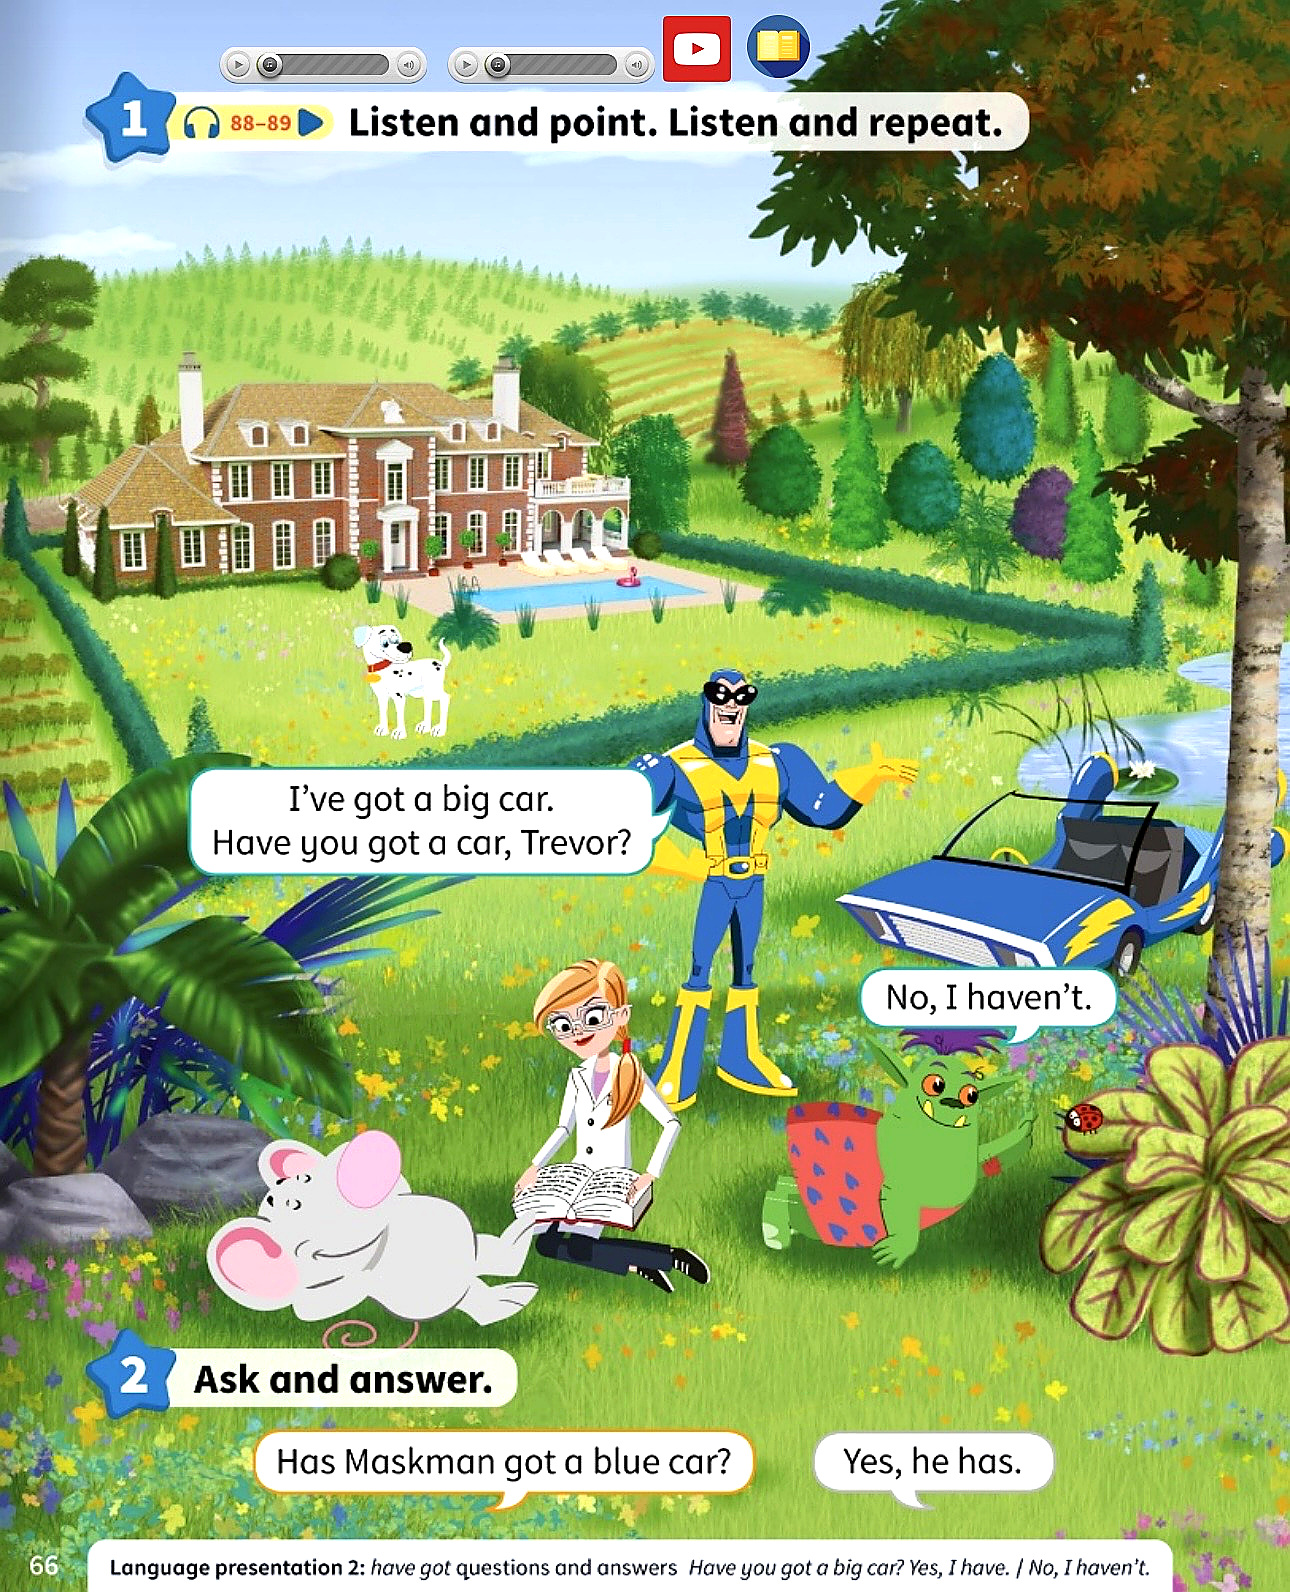 1 88–89 Listen and point. Listen and repeat.
M
I’ve got a big car.
Have you got a car, Trevor?
No, I haven’t.
2 Ask and answer.
Has Maskman got a blue car?
Yes, he has.
66 Language presentation 2: have got questions and answers Have you got a big car? Yes, I have. / No, I haven’t.